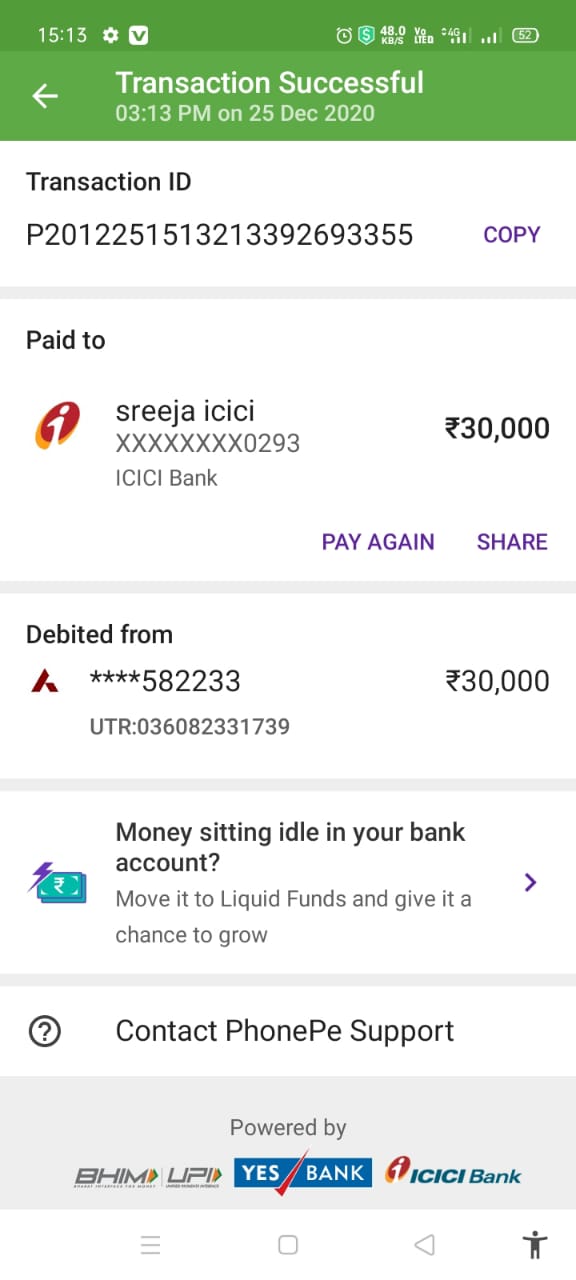 15:13
48.0 KB/S
Vo LTED
4G
52
Transaction Successful
03:13 PM on 25 Dec 2020
Transaction ID
P2012251513213392693355
COPY
Paid to
sreeja icici
₹30,000
XXXXXXXX0293
ICICI Bank
PAY AGAIN
SHARE
Debited from
****582233
₹30,000
UTR:036082331739
Money sitting idle in your bank
account?
Move it to Liquid Funds and give it a
chance to grow
Contact PhonePe Support
Powered by
BHIM UPI YES BANK ICICI Bank